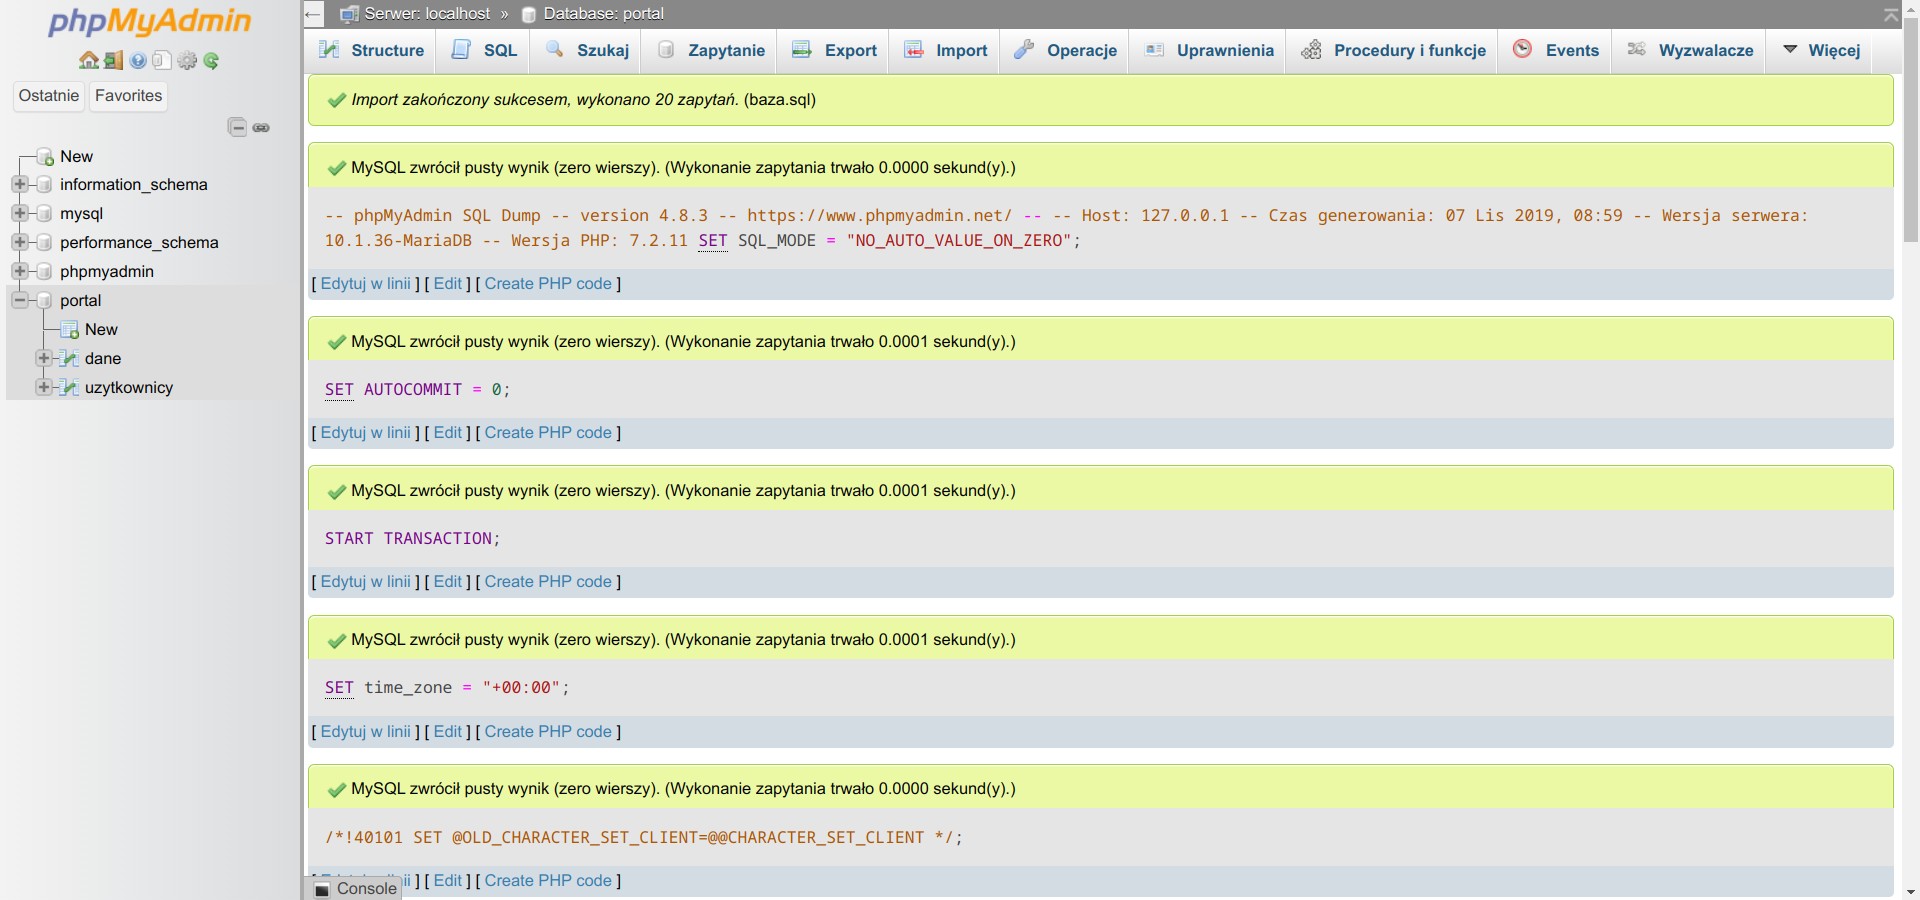 phpMyAdmin
Ostatnie Favorites
New
information_schema
mysql
performance_schema
phpmyadmin
portal
New
dane
uzytkownicy
Serwer: localhost » Database: portal
Structure SQL Szukaj Zapytanie Export Import Operacje Uprawnienia Procedury i funkcje Events Wyzwalacze Więcej
Import zakończony sukcesem, wykonano 20 zapytań. (baza.sql)
MySQL zwrócił pusty wynik (zero wierszy). (Wykonanie zapytania trwało 0.0000 sekund(y).)
-- phpMyAdmin SQL Dump -- version 4.8.3 -- https://www.phpmyadmin.net/ -- -- Host: 127.0.0.1 -- Czas generowania: 07 Lis 2019, 08:59 -- Wersja serwera:
10.1.36-MariaDB -- Wersja PHP: 7.2.11 SET SQL_MODE = "NO_AUTO_VALUE_ON_ZERO";
[ Edytuj w linii ] [ Edit ] [ Create PHP code ]
MySQL zwrócił pusty wynik (zero wierszy). (Wykonanie zapytania trwało 0.0001 sekund(y).)
SET AUTOCOMMIT = 0;
[ Edytuj w linii ] [ Edit ] [ Create PHP code ]
MySQL zwrócił pusty wynik (zero wierszy). (Wykonanie zapytania trwało 0.0001 sekund(y).)
START TRANSACTION;
[ Edytuj w linii ] [ Edit ] [ Create PHP code ]
MySQL zwrócił pusty wynik (zero wierszy). (Wykonanie zapytania trwało 0.0001 sekund(y).)
SET time_zone = "+00:00";
[ Edytuj w linii ] [ Edit ] [ Create PHP code ]
MySQL zwrócił pusty wynik (zero wierszy). (Wykonanie zapytania trwało 0.0000 sekund(y).)
/*!40101 SET @OLD_CHARACTER_SET_CLIENT=@@CHARACTER_SET_CLIENT */;
] [ Edit ] [ Create PHP code ]
Console